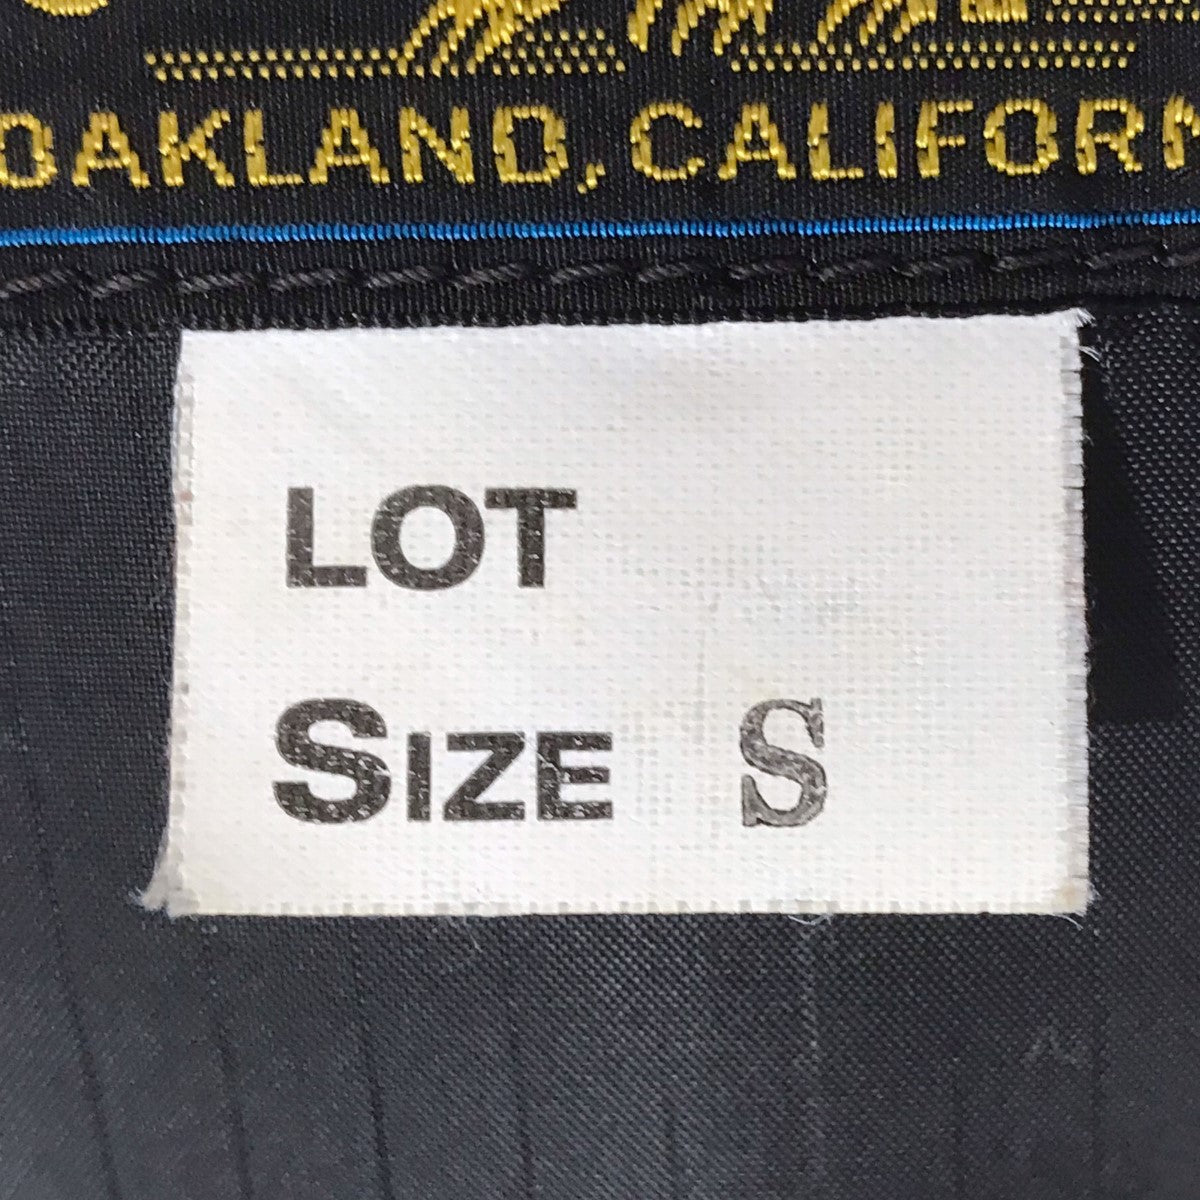 OAKLAND, CALIFORN
LOT
SIZE S